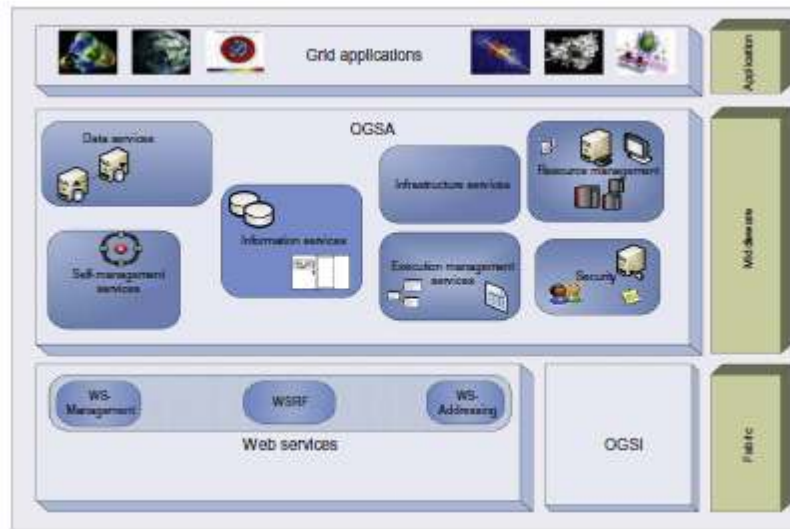 Grid applications
Application
OGSA
Data services
Infrastructure services
Resource management
Information services
Self-management
services
Execution management
services
Security
Middleware
WS-
Management
WSRF
WS-
Addressing
Web services
OGSI
Fabric